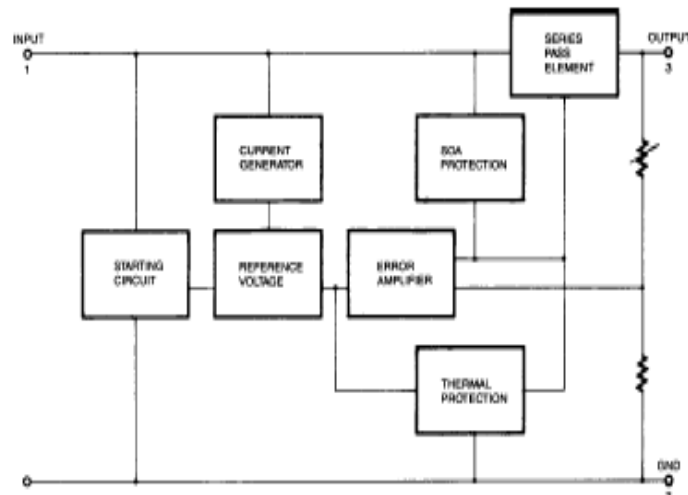 INPUT
1
SERIES
PASS
ELEMENT
OUTPUT
3
CURRENT
GENERATOR
SOA
PROTECTION
STARTING
CIRCUIT
REFERENCE
VOLTAGE
ERROR
AMPLIFIER
THERMAL
PROTECTION
GND